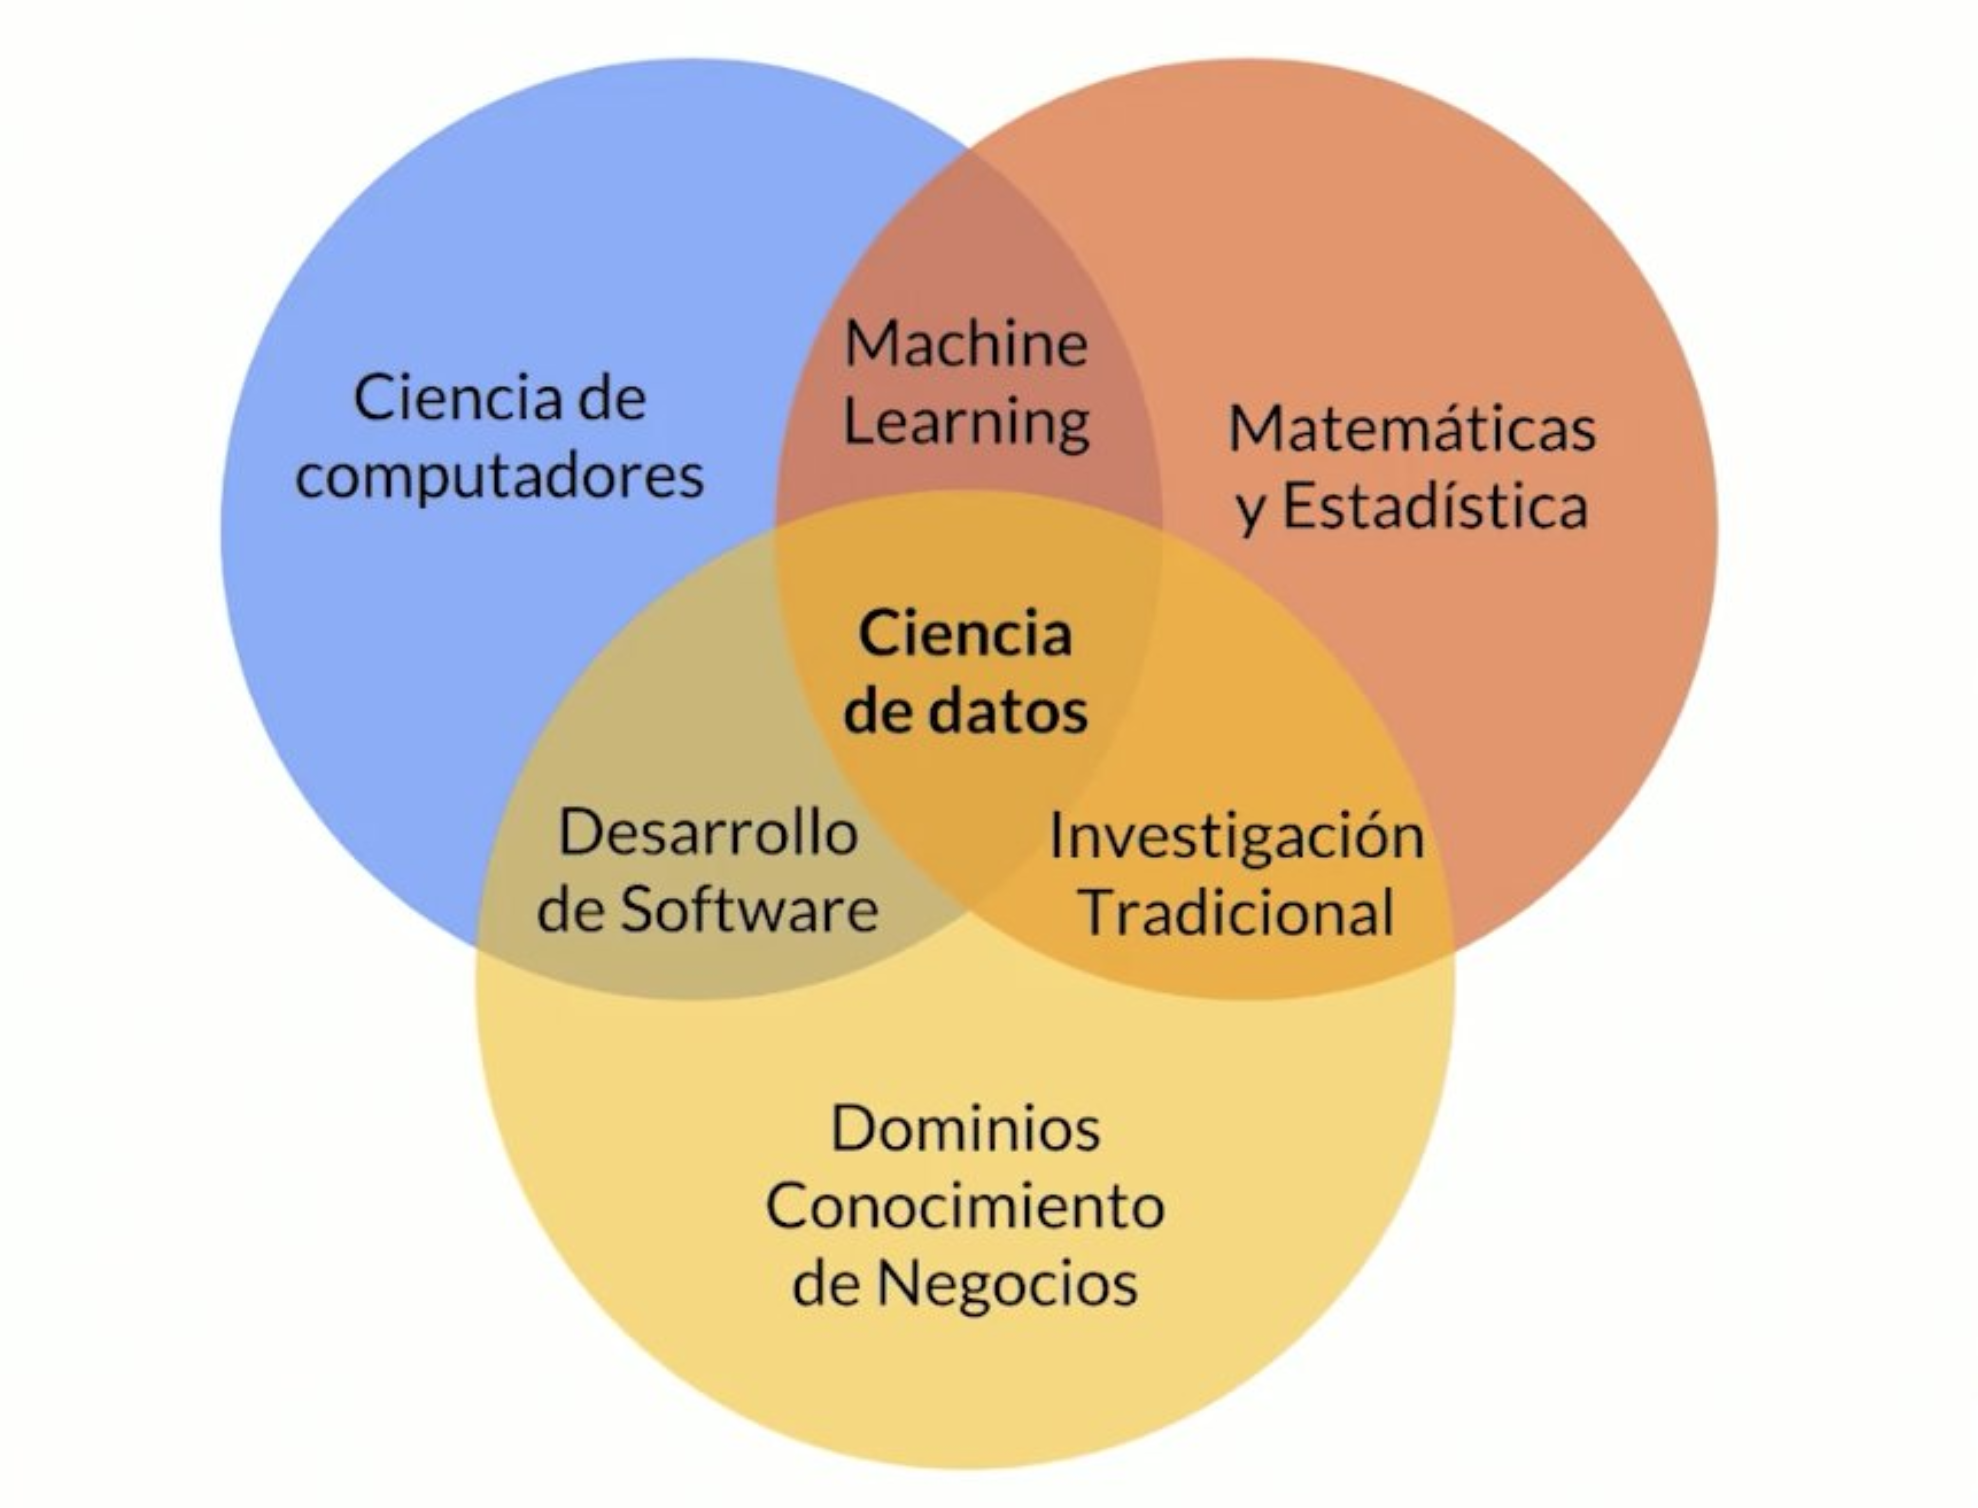 Ciencia de
computadores
Machine
Learning
Matemáticas
y Estadística
Ciencia
de datos
Desarrollo
de Software
Investigación
Tradicional
Dominios
Conocimiento
de Negocios